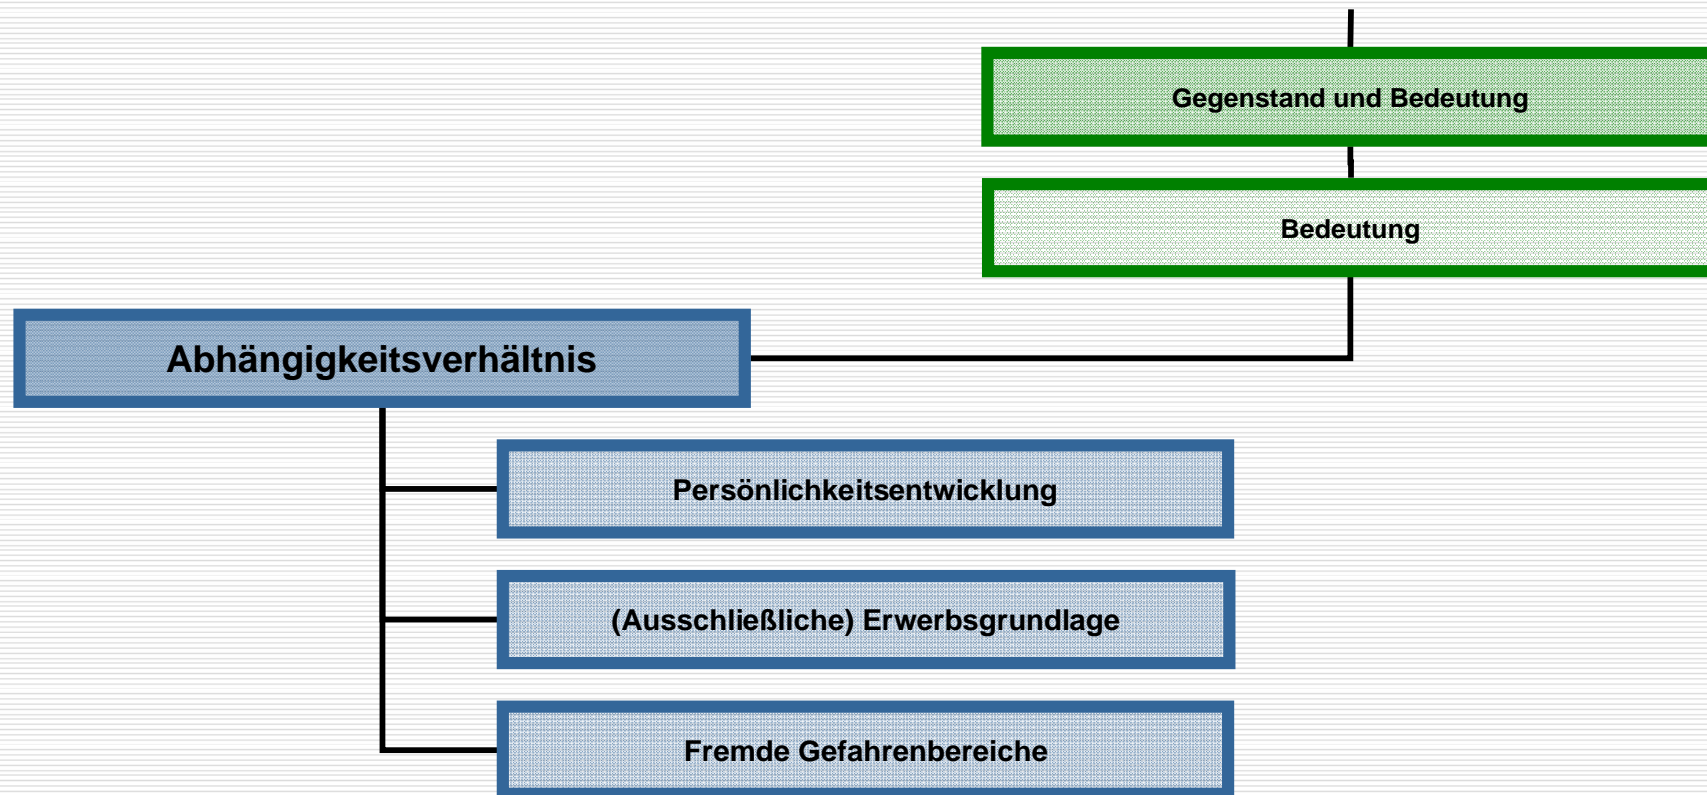 Gegenstand und Bedeutung
Bedeutung
Abhängigkeitsverhältnis
Persönlichkeitsentwicklung
(Ausschließliche) Erwerbsgrundlage
Fremde Gefahrenbereiche